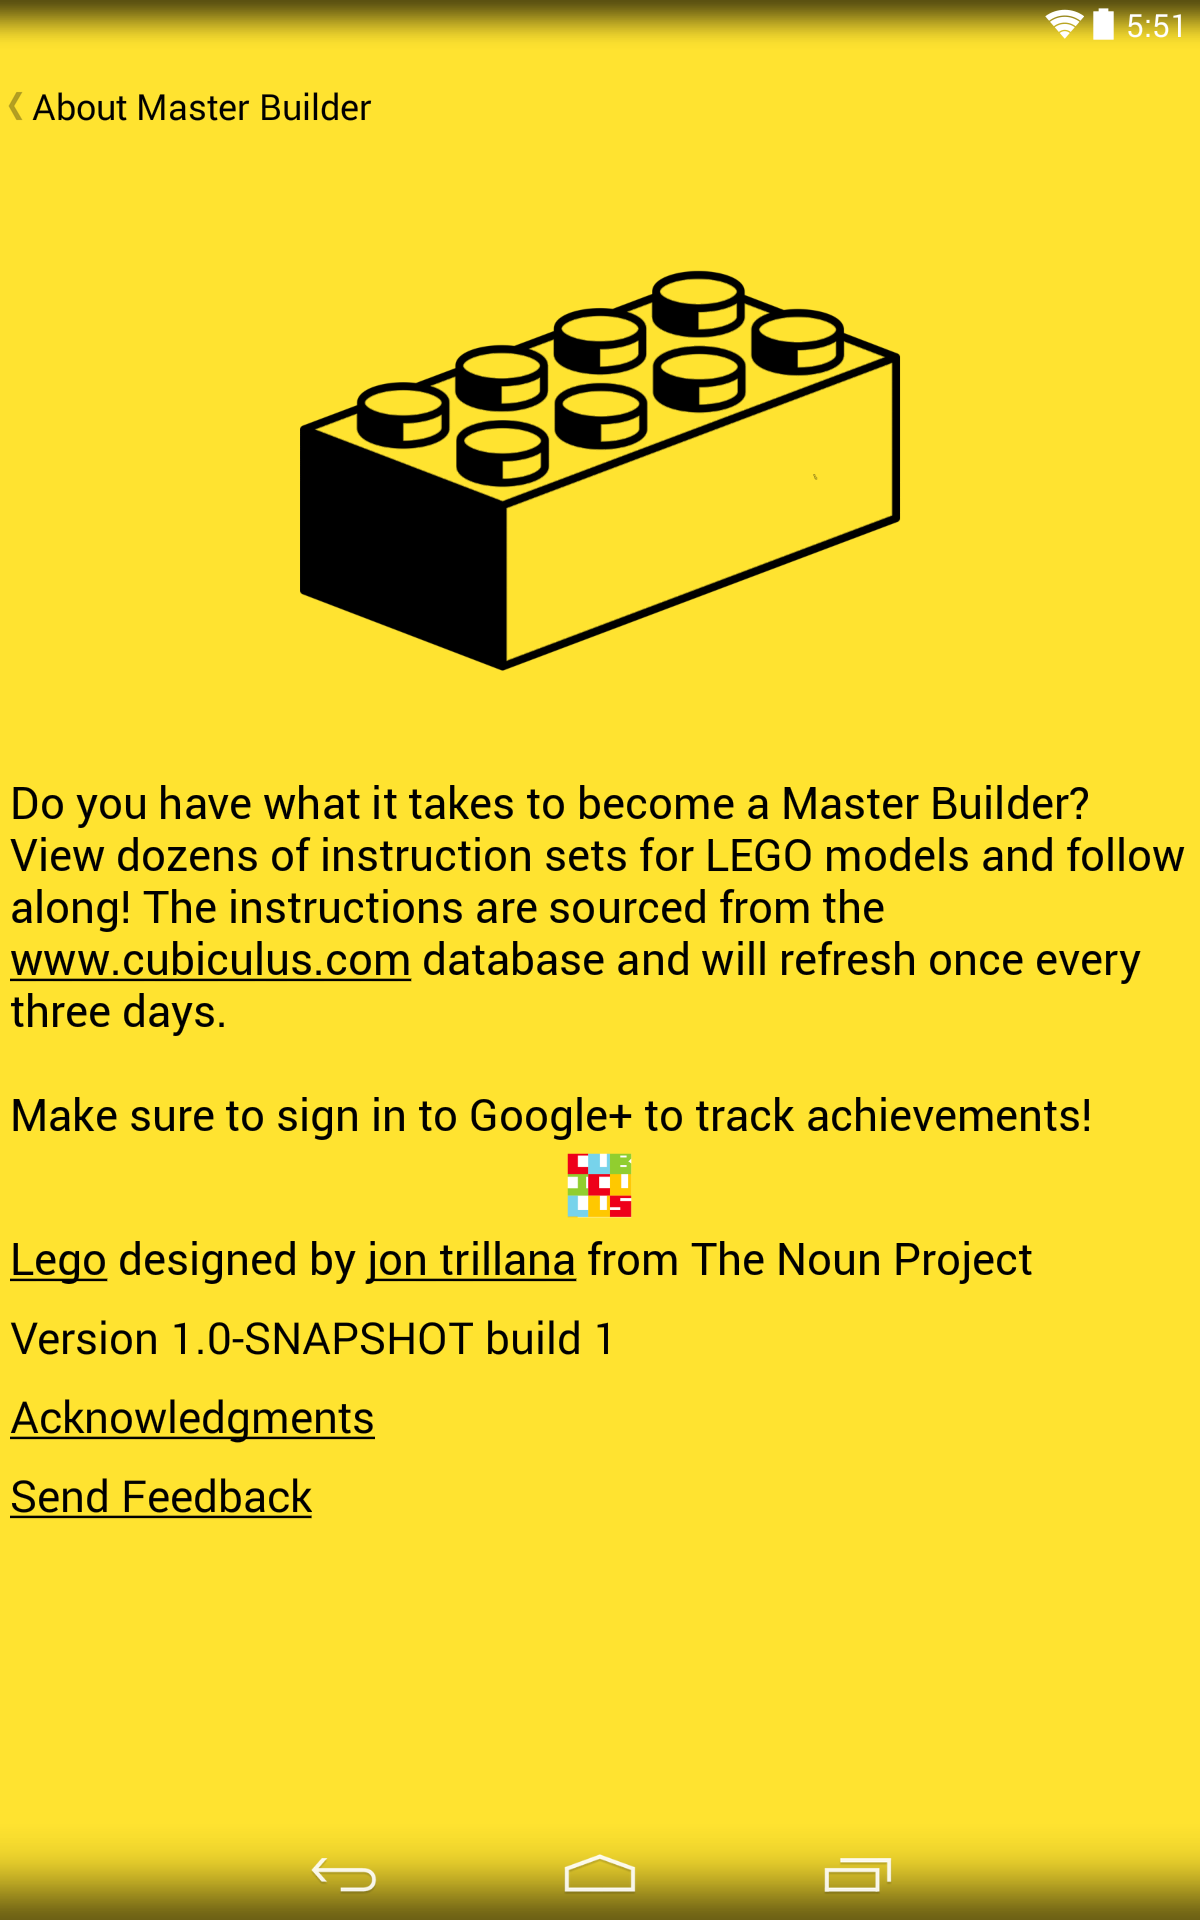 5:51
About Master Builder
Do you have what it takes to become a Master Builder?
View dozens of instruction sets for LEGO models and follow
along! The instructions are sourced from the
www.cubiculus.com database and will refresh once every
three days.
Make sure to sign in to Google+ to track achievements!
CUB
ICU
LUS
Lego designed by jon trillana from The Noun Project
Version 1.0-SNAPSHOT build 1
Acknowledgments
Send Feedback